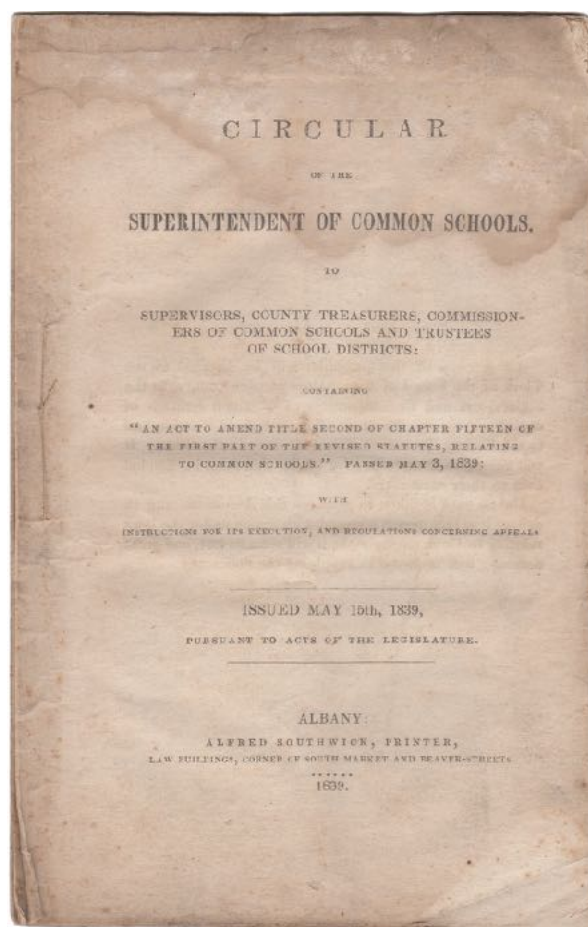 CIRCULAR
OF THE
SUPERINTENDENT OF COMMON SCHOOLS.
TO
SUPERVISORS, COUNTY TREASURERS, COMMISSION-
ERS OF COMMON SCHOOLS AND TRUSTEES
OF SCHOOL DISTRICTS:
CONTAINING
"AN ACT TO AMEND TITLE SECOND OF CHAPTER FIFTEEN OF
THE FIRST PART OF THE REVISED STATUTES, RELATING
TO COMMON SCHOOLS." PASSED MAY 3, 1839:
WITH
INSTRUCTIONS FOR ITS EXECUTION, AND REGULATIONS CONCERNING APPEALS
ISSUED MAY 15th, 1839,
PURSUANT TO ACTS OF THE LEGISLATURE.
ALBANY:
ALFRED SOUTHWICK, PRINTER,
LAW BUILDINGS, CORNER OF SOUTH MARKET AND BEAVER-STREETS
......
1839.